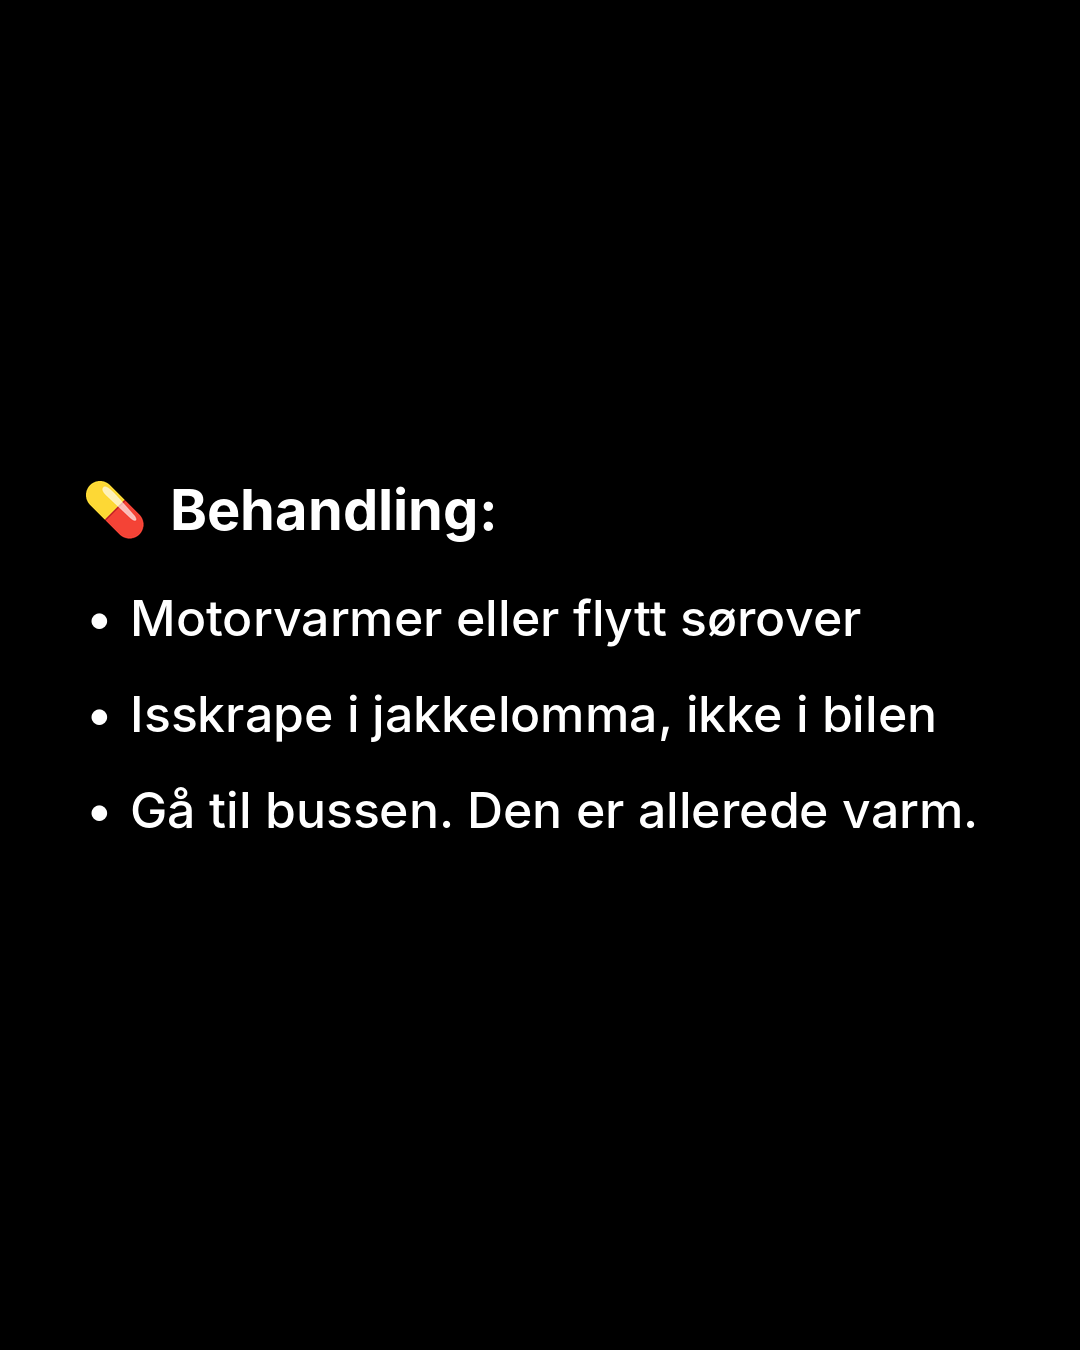 💊 Behandling:
• Motorvarmer eller flytt sørover
• Isskrape i jakkelomma, ikke i bilen
• Gå til bussen. Den er allerede varm.